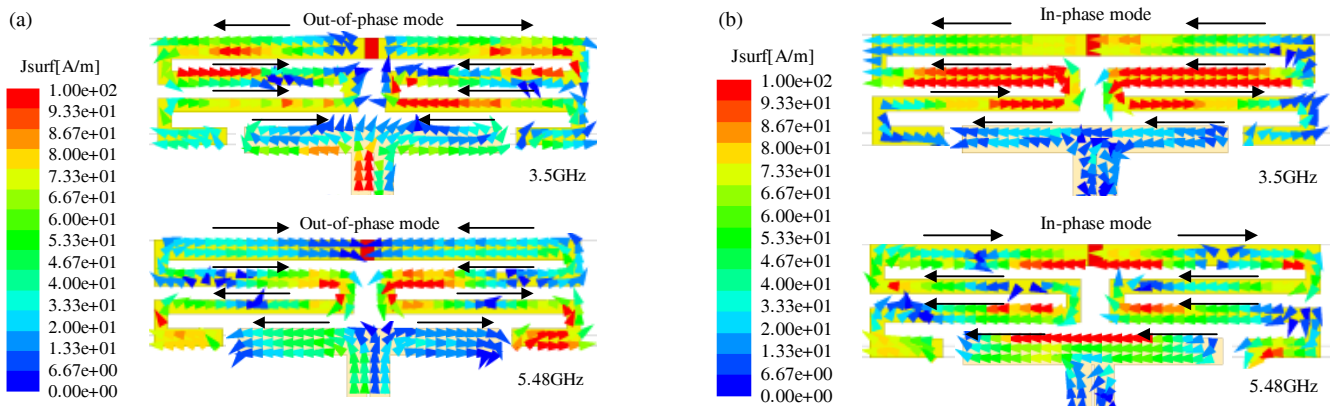 (a)
Out-of-phase mode
Jsurf[A/m]
1.00e+02
9.33e+01
8.67e+01
8.00e+01
7.33e+01
6.67e+01
6.00e+01
5.33e+01
4.67e+01
4.00e+01
3.33e+01
2.00e+01
1.33e+01
6.67e+00
0.00e+00
3.5GHz
Out-of-phase mode
5.48GHz
(b)
In-phase mode
Jsurf[A/m]
1.00e+02
9.33e+01
8.67e+01
8.00e+01
7.33e+01
6.67e+01
6.00e+01
5.33e+01
4.67e+01
4.00e+01
3.33e+01
2.00e+01
1.33e+01
6.67e+00
0.00e+00
3.5GHz
In-phase mode
5.48GHz